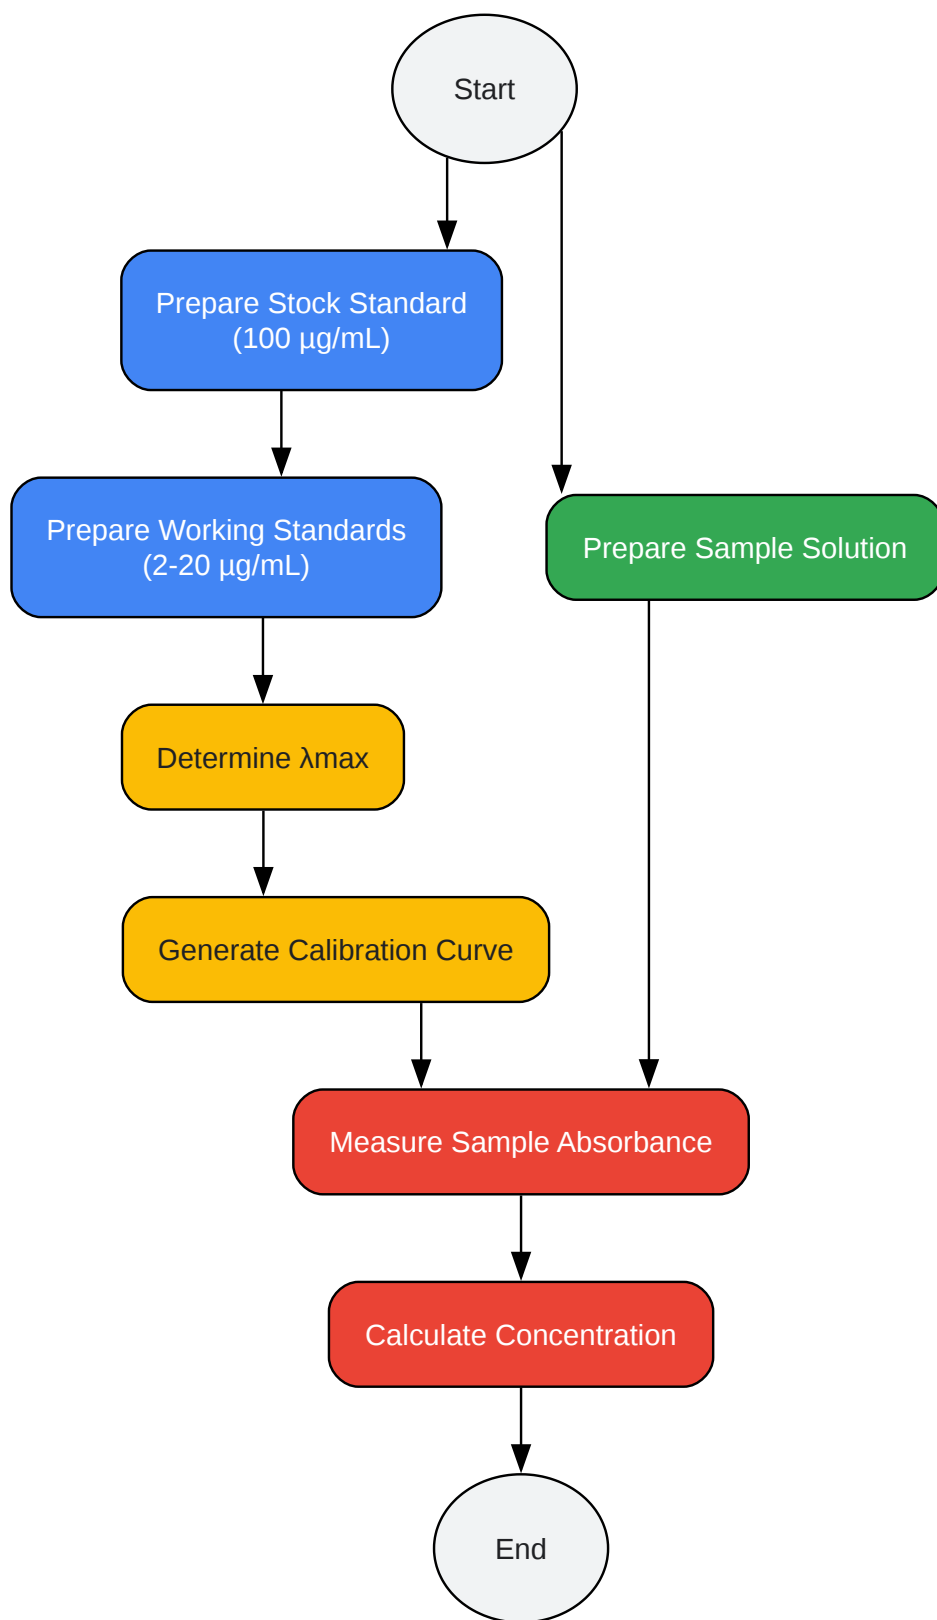 Start
Prepare Stock Standard
(100 µg/mL)
Prepare Working Standards
(2-20 µg/mL)
Prepare Sample Solution
Determine λmax
Generate Calibration Curve
Measure Sample Absorbance
Calculate Concentration
End